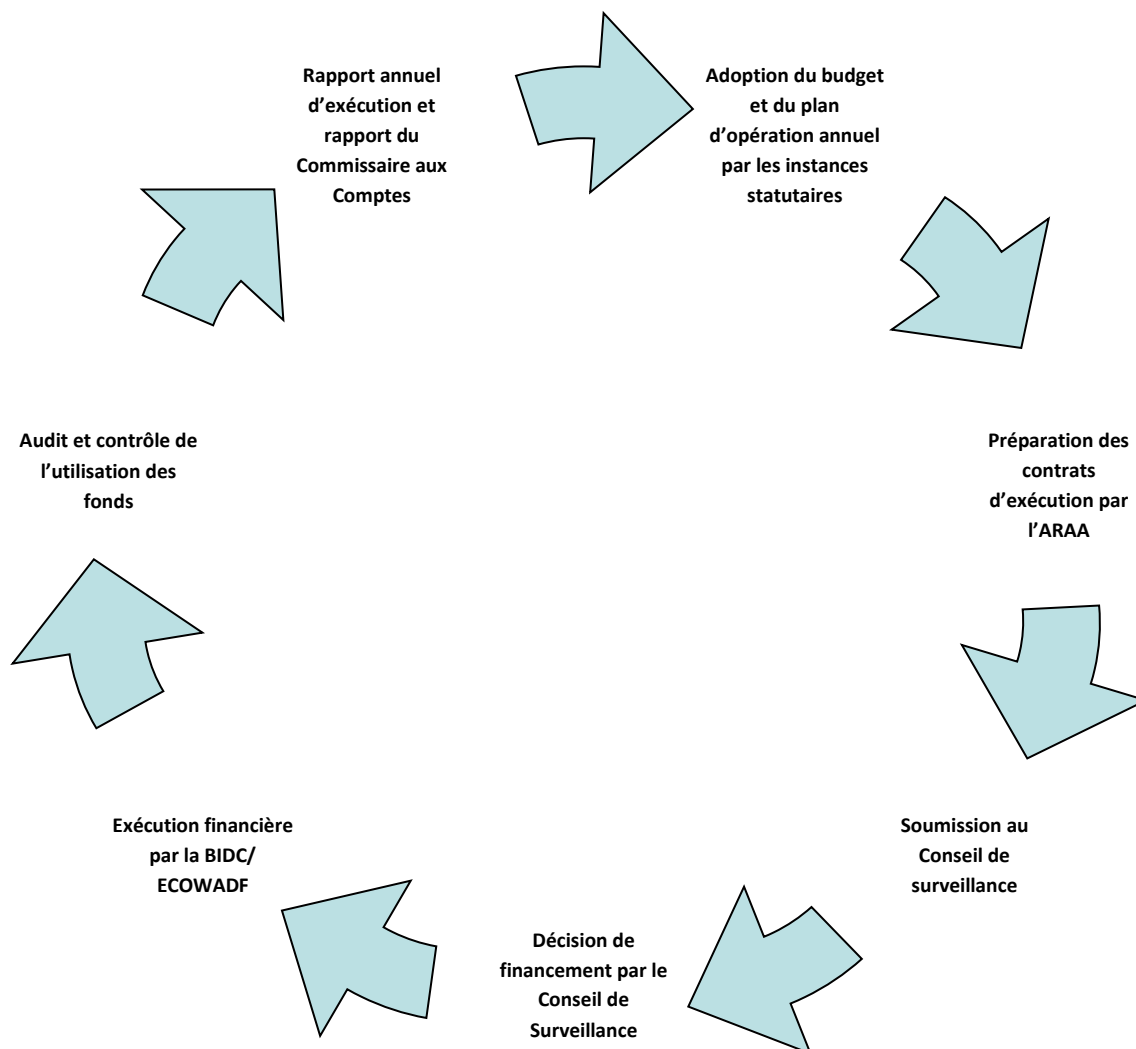 Rapport annuel
d’exécution et
rapport du
Commissaire aux
Comptes
Adoption du budget
et du plan
d’opération annuel
par les instances
statutaires
Préparation des
contrats
d’exécution par
l’ARAA
Soumission au
Conseil de
surveillance
Décision de
financement par le
Conseil de
Surveillance
Exécution financière
par la BIDC/
ECOWADF
Audit et contrôle de
l’utilisation des
fonds